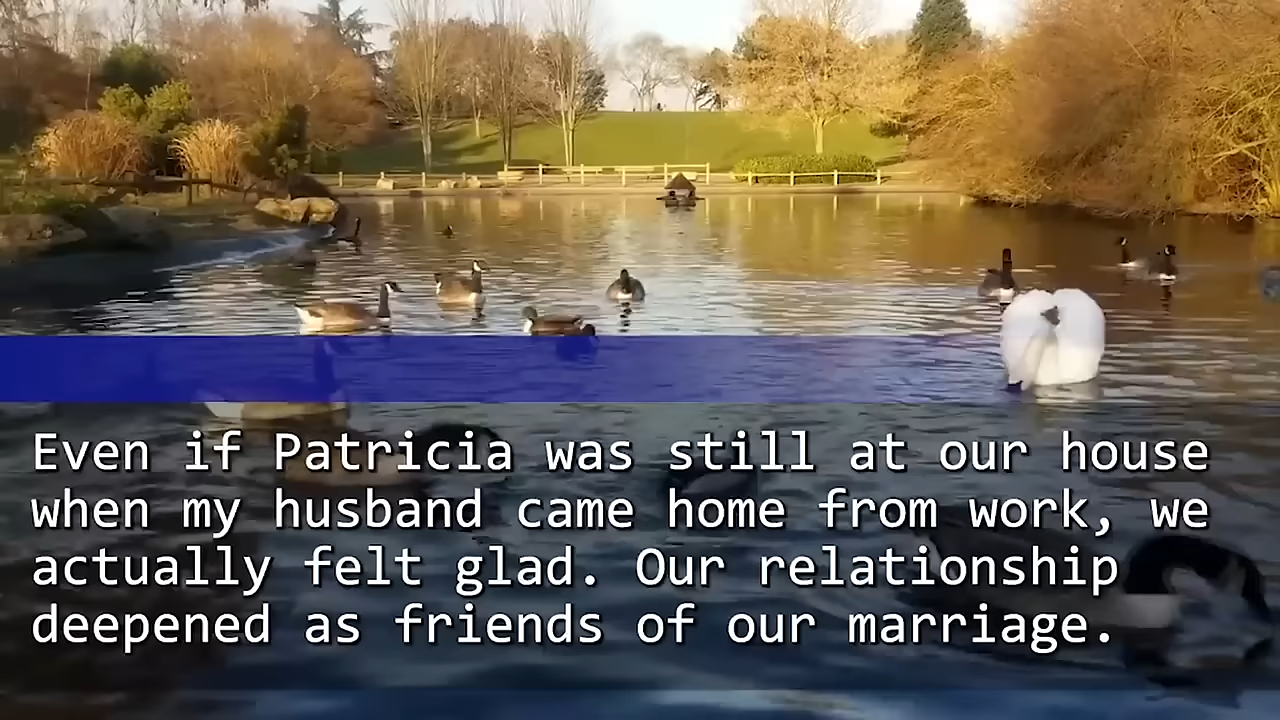 Even if Patricia was still at our house
when my husband came home from work, we
actually felt glad. Our relationship
deepened as friends of our marriage.